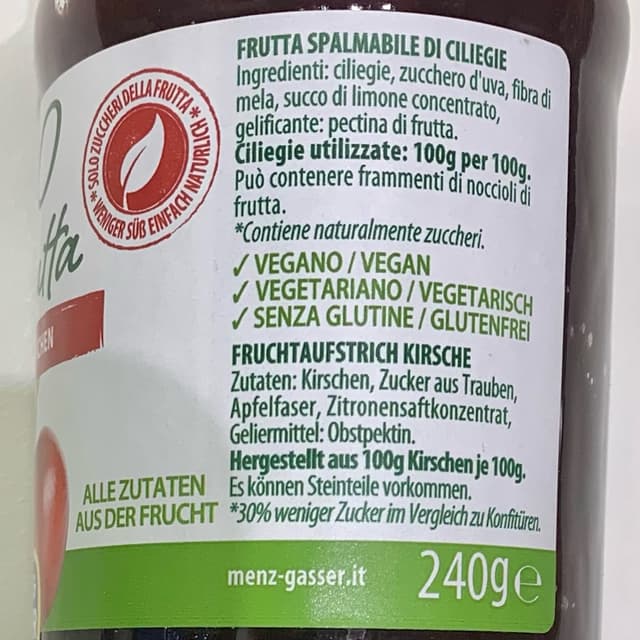 * SOLO ZUCCHERI DELLA FRUTTA *
WENIGER SÜß EINFACH NATÜRLICH
FRUTTA SPALMABILE DI CILIEGIE
Ingredienti: ciliegie, zucchero d'uva, fibra di
mela, succo di limone concentrato,
gelificante: pectina di frutta.
Ciliegie utilizzate: 100g per 100g.
Può contenere frammenti di noccioli di
frutta.
*Contiene naturalmente zuccheri.
✓ VEGANO / VEGAN
✓ VEGETARIANO / VEGETARISCH
✓ SENZA GLUTINE / GLUTENFREI
FRUCHTAUFSTRICH KIRSCHE
Zutaten: Kirschen, Zucker aus Trauben,
Apfelfaser, Zitronensaftkonzentrat,
Geliermittel: Obstpektin.
Hergestellt aus 100g Kirschen je 100g.
Es können Steinteile vorkommen.
*30% weniger Zucker im Vergleich zu Konfitüren.
ALLE ZUTATEN
AUS DER FRUCHT
menz-gasser.it
240g℮